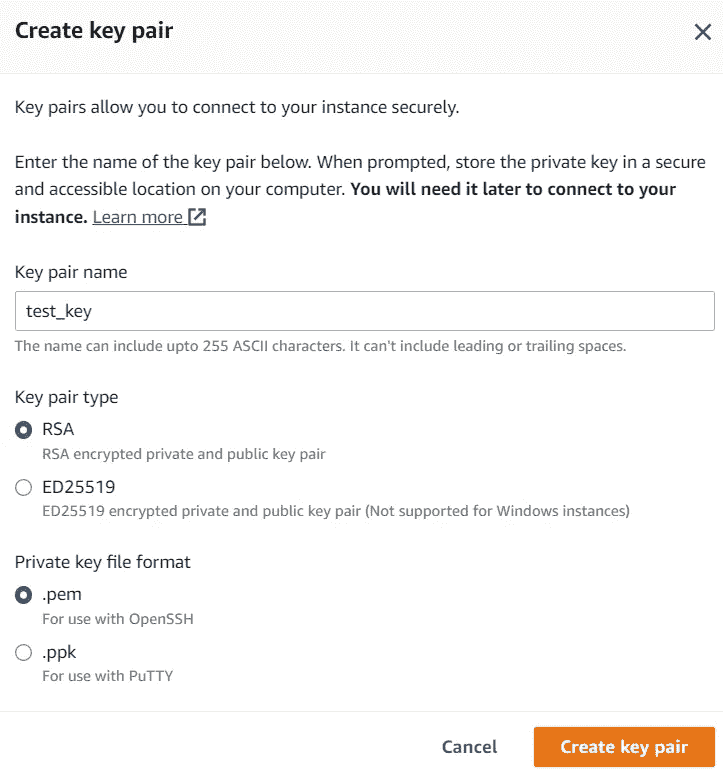 Create key pair
Key pairs allow you to connect to your instance securely.
Enter the name of the key pair below. When prompted, store the private key in a secure
and accessible location on your computer. You will need it later to connect to your
instance. Learn more
Key pair name
test_key
The name can include upto 255 ASCII characters. It can't include leading or trailing spaces.
Key pair type
RSA
RSA encrypted private and public key pair
ED25519
ED25519 encrypted private and public key pair (Not supported for Windows instances)
Private key file format
.pem
For use with OpenSSH
.ppk
For use with PuTTY
Cancel
Create key pair